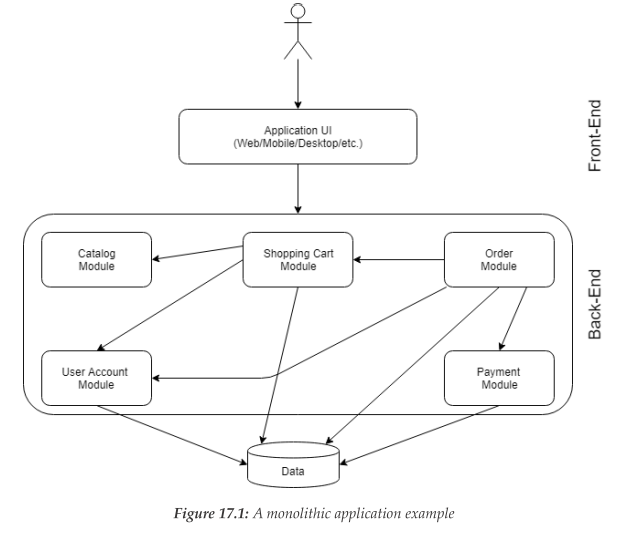 Application UI
(Web/Mobile/Desktop/etc.)
Front-End
Catalog
Module
Shopping Cart
Module
Order
Module
Back-End
User Account
Module
Payment
Module
Data
Figure 17.1: A monolithic application example